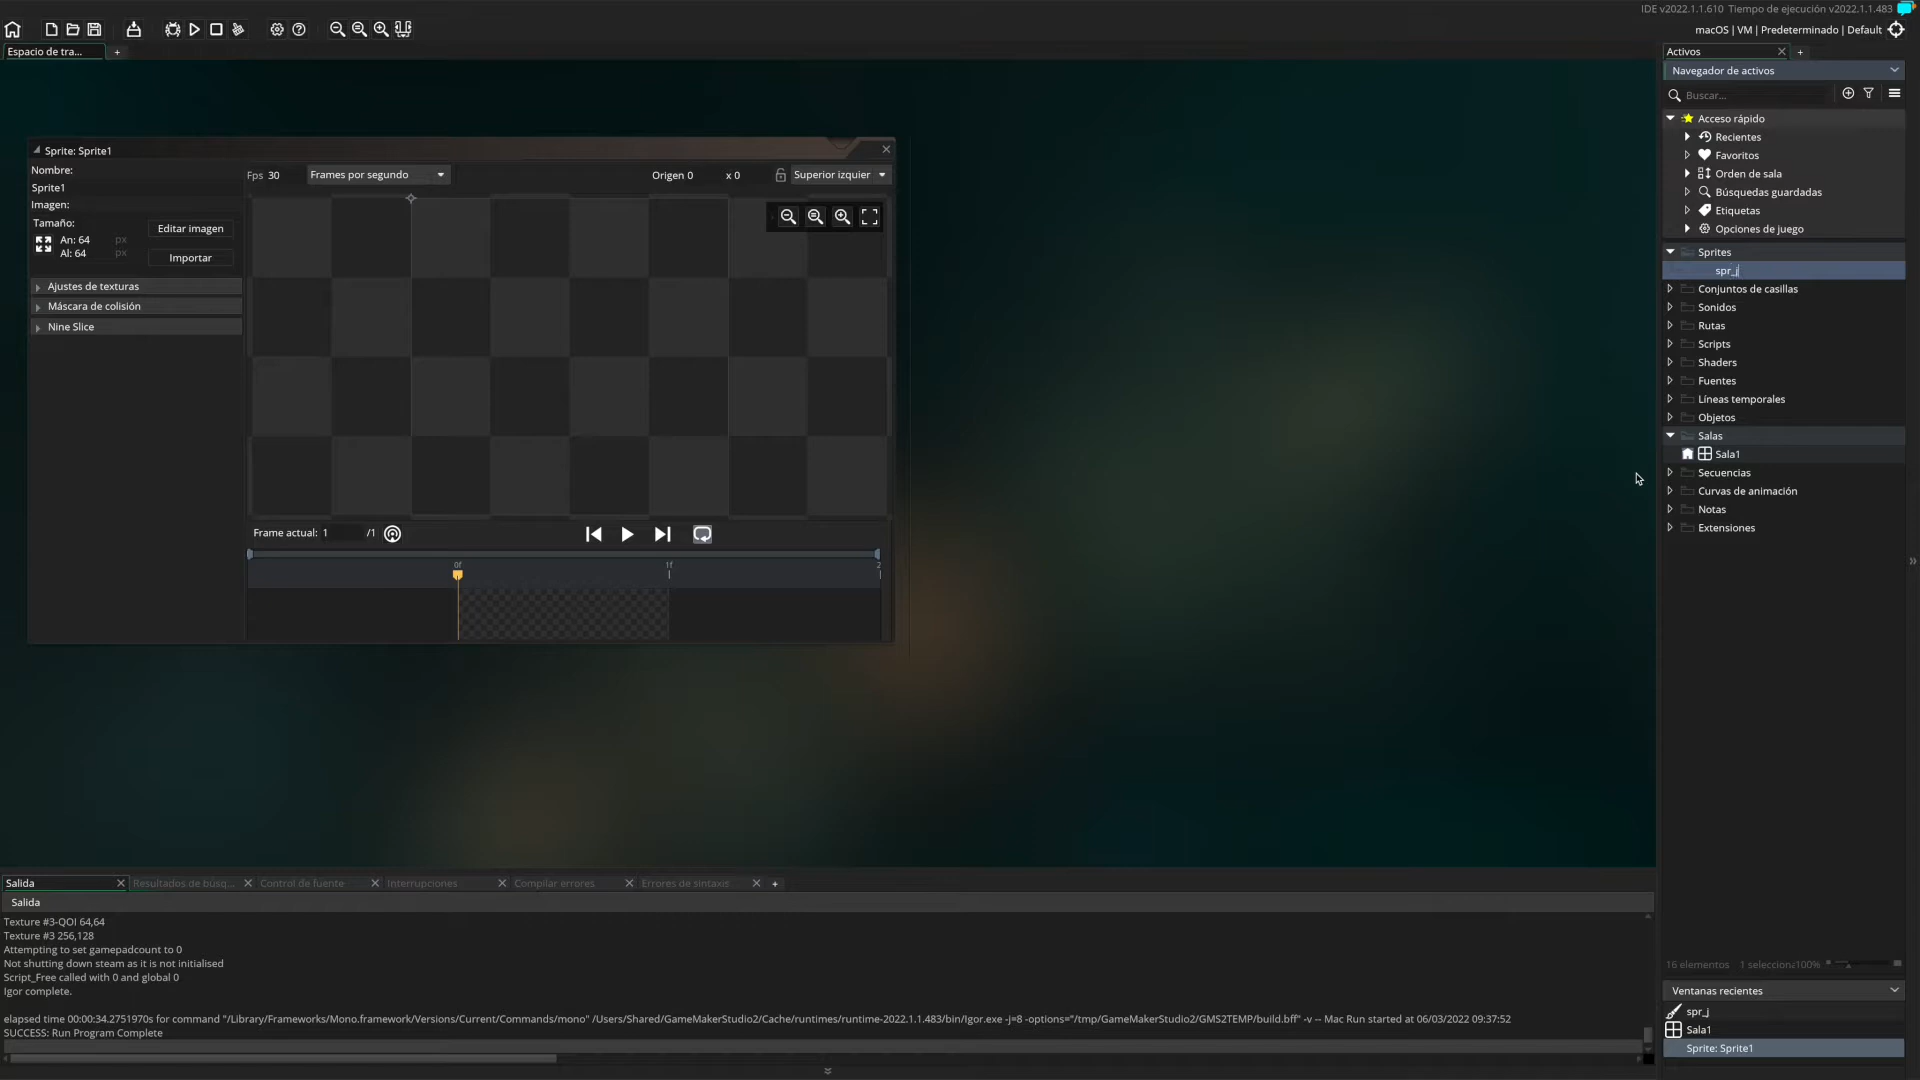 IDE v2022.1.1.610 Tiempo de ejecución v2022.1.1.483
macOS | VM | Predeterminado | Default
Espacio de tra...
Activos
Navegador de activos
Buscar...
Acceso rápido
Recientes
Favoritos
Orden de sala
Búsquedas guardadas
Etiquetas
Opciones de juego
Sprites
spr_j
Conjuntos de casillas
Sonidos
Rutas
Scripts
Shaders
Fuentes
Líneas temporales
Objetos
Salas
Sala1
Secuencias
Curvas de animación
Notas
Extensiones
Sprite: Sprite1
Nombre:
Sprite1
Imagen:
Tamaño:
An: 64 px
Al: 64 px
Editar imagen
Importar
Ajustes de texturas
Máscara de colisión
Nine Slice
Fps 30 Frames por segundo Origen 0 x 0 Superior izquier
Frame actual: 1 /1
0f 1f 2
Salida Resultados de búsq... Control de fuente Interrupciones Compilar errores Errores de sintaxis
Salida
Texture #3-QOI 64,64
Texture #3 256,128
Attempting to set gamepadcount to 0
Not shutting down steam as it is not initialised
Script_Free called with 0 and global 0
Igor complete.
elapsed time 00:00:34.2751970s for command "/Library/Frameworks/Mono.framework/Versions/Current/Commands/mono" /Users/Shared/GameMakerStudio2/Cache/runtimes/runtime-2022.1.1.483/bin/Igor.exe -j=8 -options="/tmp/GameMakerStudio2/GMS2TEMP/build.bff" -v -- Mac Run started at 06/03/2022 09:37:52
SUCCESS: Run Program Complete
16 elementos 1 selecciona 100%
Ventanas recientes
spr_j
Sala1
Sprite: Sprite1